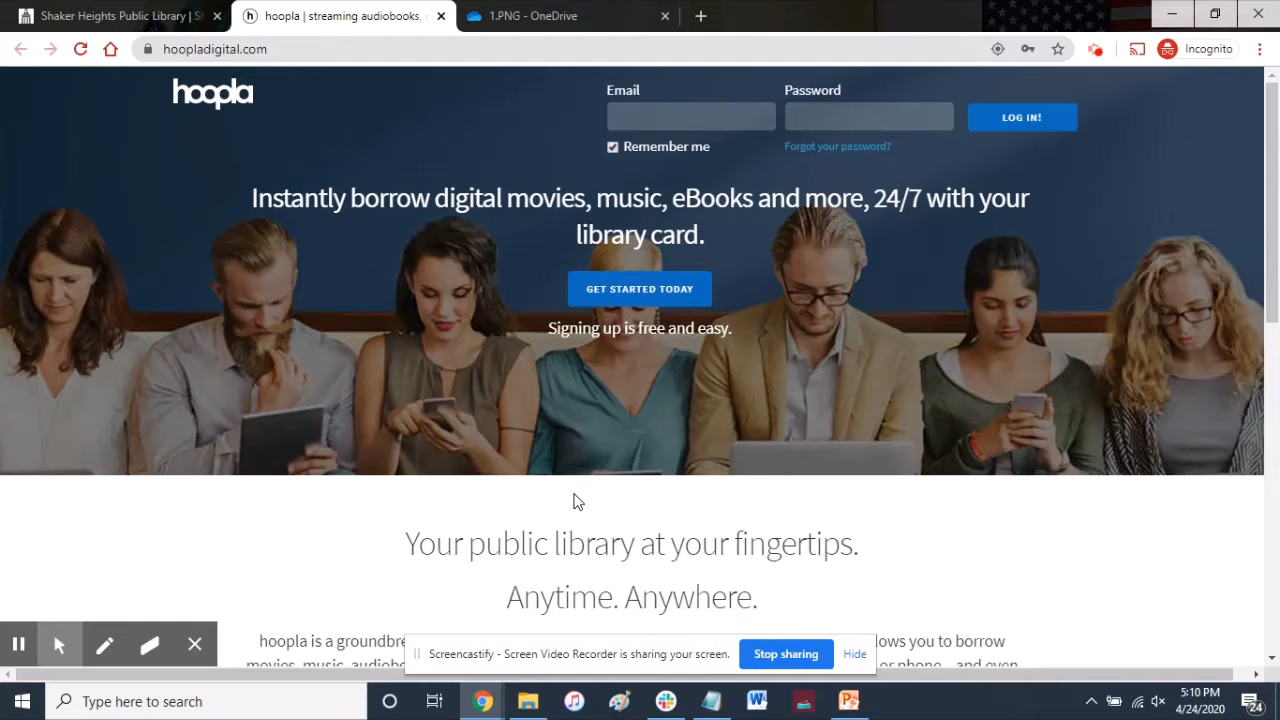 Shaker Heights Public Library | S
hoopla | streaming audiobooks,
1.PNG - OneDrive
hoopladigital.com
Incognito
hoopla
Email
Password
LOG IN!
Remember me
Forgot your password?
Instantly borrow digital movies, music, eBooks and more, 24/7 with your
library card.
GET STARTED TODAY
Signing up is free and easy.
Your public library at your fingertips.
Anytime. Anywhere.
hoopla is a groundbre
lows you to borrow
movies, music, audiobo
or phone – and even
Screencastify - Screen Video Recorder is sharing your screen.
Stop sharing
Hide
Type here to search
5:10 PM
4/24/2020
24